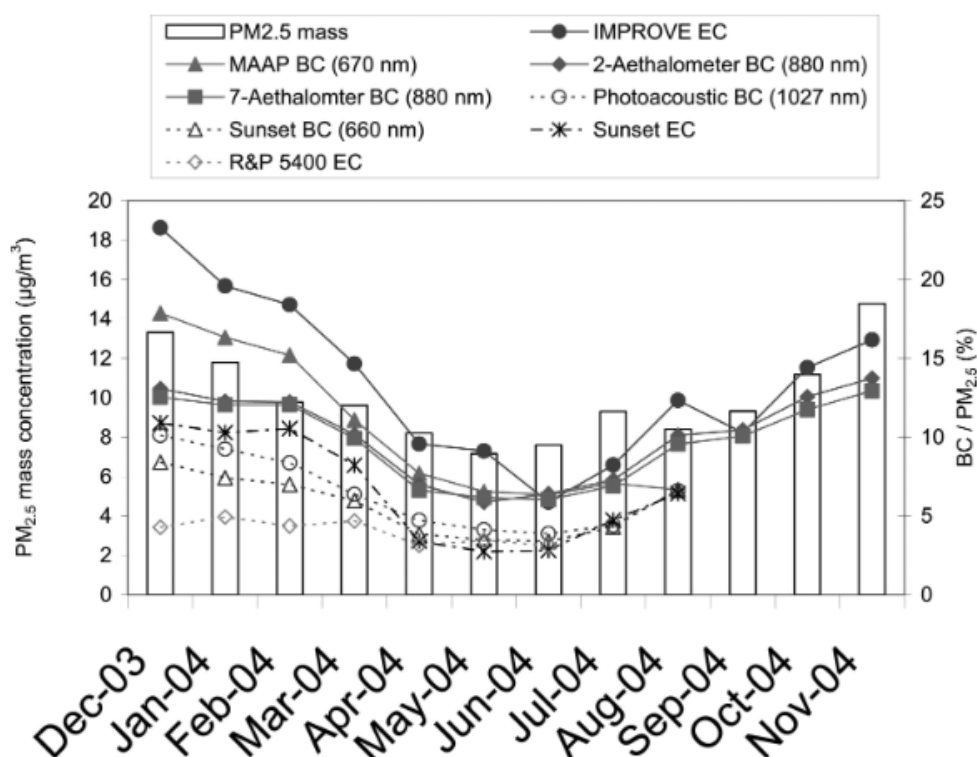 PM2.5 mass
IMPROVE EC
MAAP BC (670 nm)
2-Aethalometer BC (880 nm)
7-Aethalomter BC (880 nm)
Photoacoustic BC (1027 nm)
Sunset BC (660 nm)
Sunset EC
R&P 5400 EC
PM2.5 mass concentration (µg/m³)
20
18
16
14
12
10
8
6
4
2
0
25
20
15
10
5
0
BC / PM2.5 (%)
Dec-03
Jan-04
Feb-04
Mar-04
Apr-04
May-04
Jun-04
Jul-04
Aug-04
Sep-04
Oct-04
Nov-04